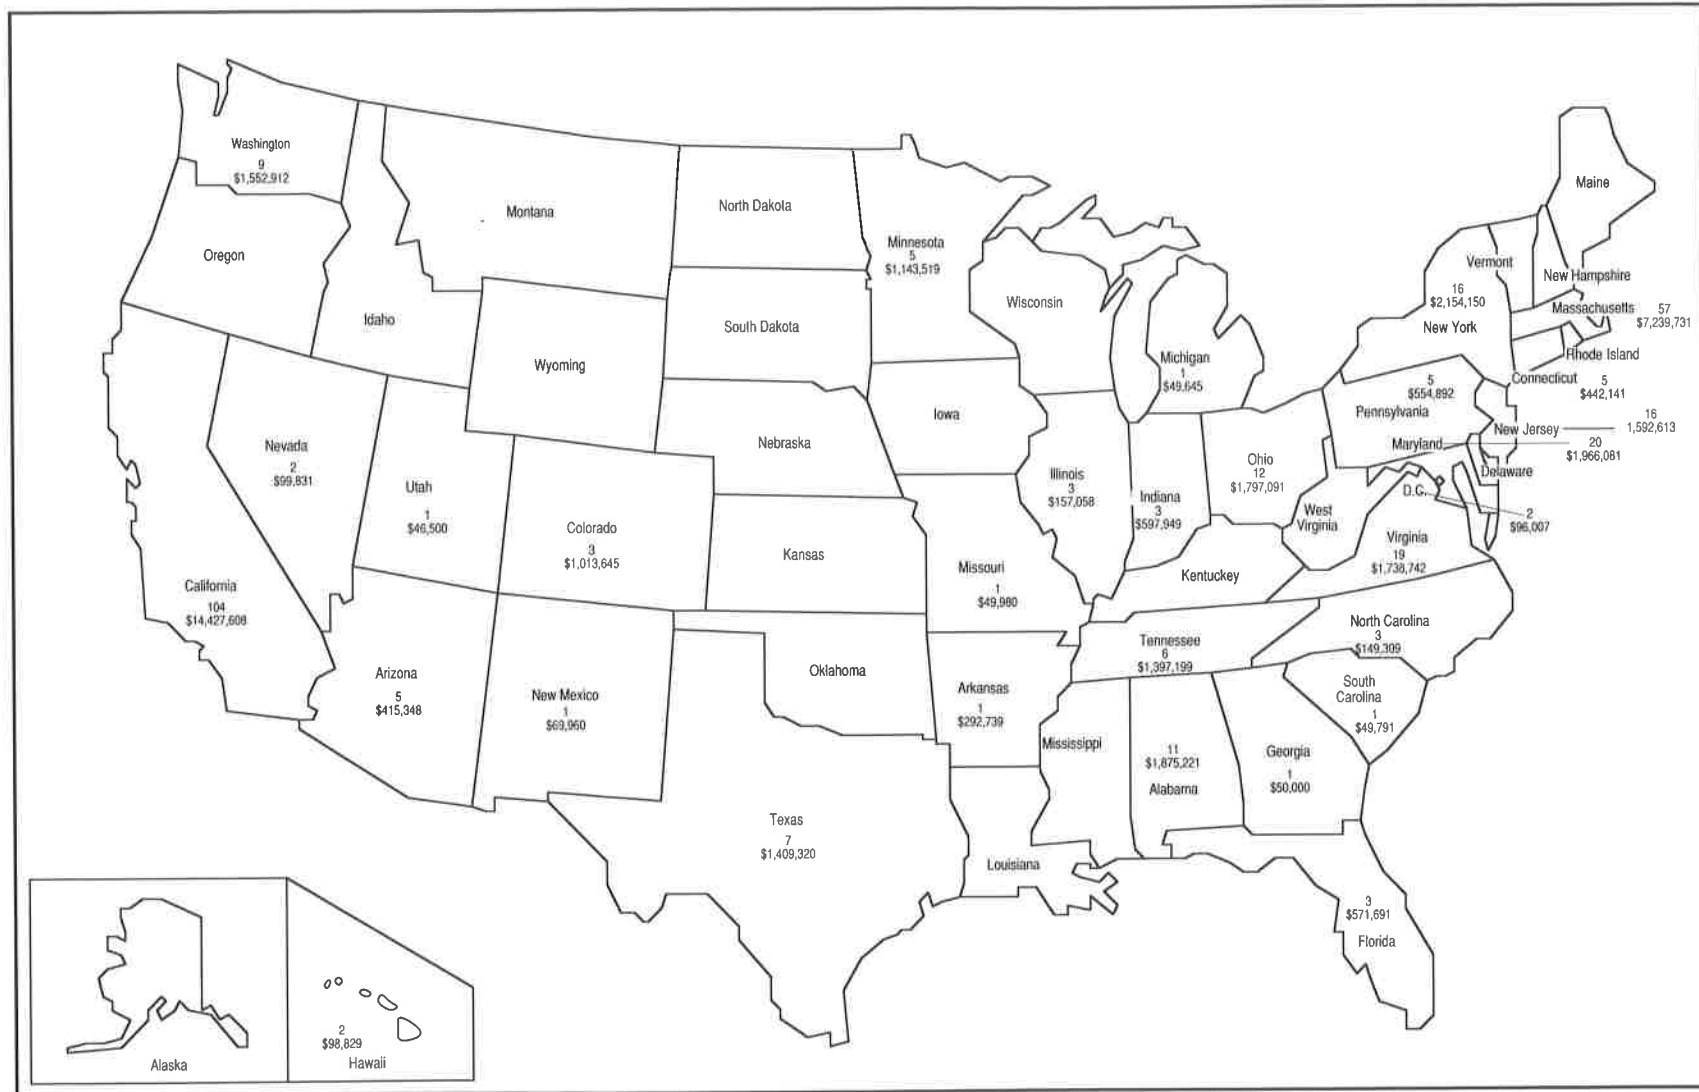 Washington
9
$1,552,912
Oregon
Montana
Idaho
Wyoming
North Dakota
South Dakota
Nebraska
Kansas
Oklahoma
Minnesota
5
$1,143,519
Wisconsin
Michigan
1
$49,645
Iowa
Nevada
2
$99,831
Utah
1
$46,500
Colorado
3
$1,013,645
California
104
$14,427,608
Arizona
5
$415,348
New Mexico
1
$69,960
Texas
7
$1,409,320
Missouri
1
$49,980
Arkansas
1
$292,739
Louisiana
Mississippi
Illinois
3
$157,058
Indiana
3
$597,949
Ohio
12
$1,797,091
Kentucky
Tennessee
6
$1,397,199
11
$1,875,221
Alabama
Georgia
1
$50,000
3
$571,691
Florida
South
Carolina
1
$49,791
North Carolina
3
$149,309
Virginia
19
$1,738,742
West
Virginia
D.C.
2
$96,007
Delaware
Maryland
20
$1,966,081
New Jersey
16
1,592,613
5
$554,892
Pennsylvania
Connecticut
5
$442,141
Rhode Island
Massachusetts
57
$7,239,731
New Hampshire
Vermont
16
$2,154,150
New York
Maine
Alaska
2
$98,829
Hawaii